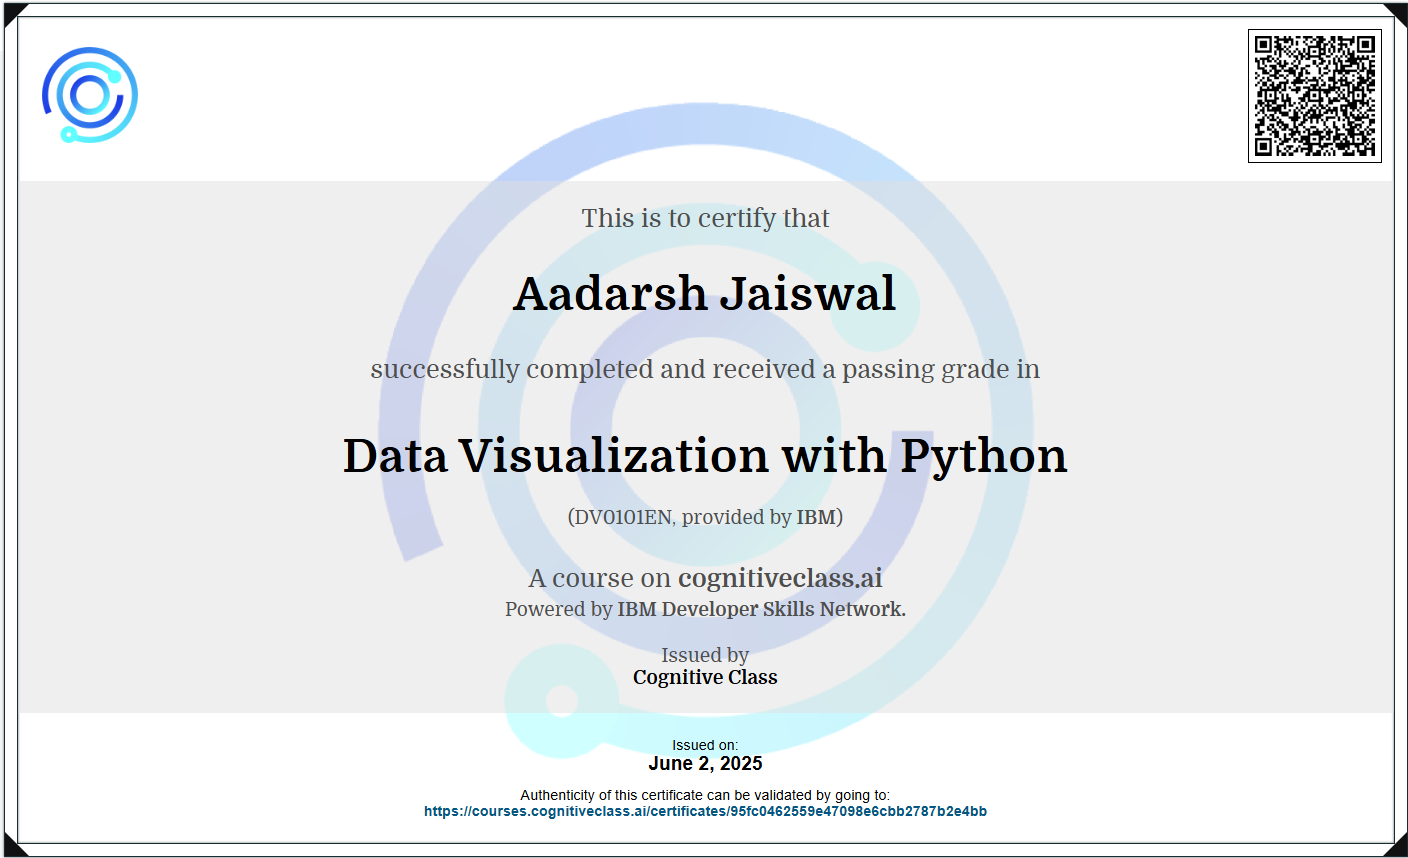 This is to certify that
Aadarsh Jaiswal
successfully completed and received a passing grade in
Data Visualization with Python
(DV0101EN, provided by IBM)
A course on cognitiveclass.ai
Powered by IBM Developer Skills Network.
Issued by
Cognitive Class
Issued on:
June 2, 2025
Authenticity of this certificate can be validated by going to:
https://courses.cognitiveclass.ai/certificates/95fc0462559e47098e6cbb2787b2e4bb